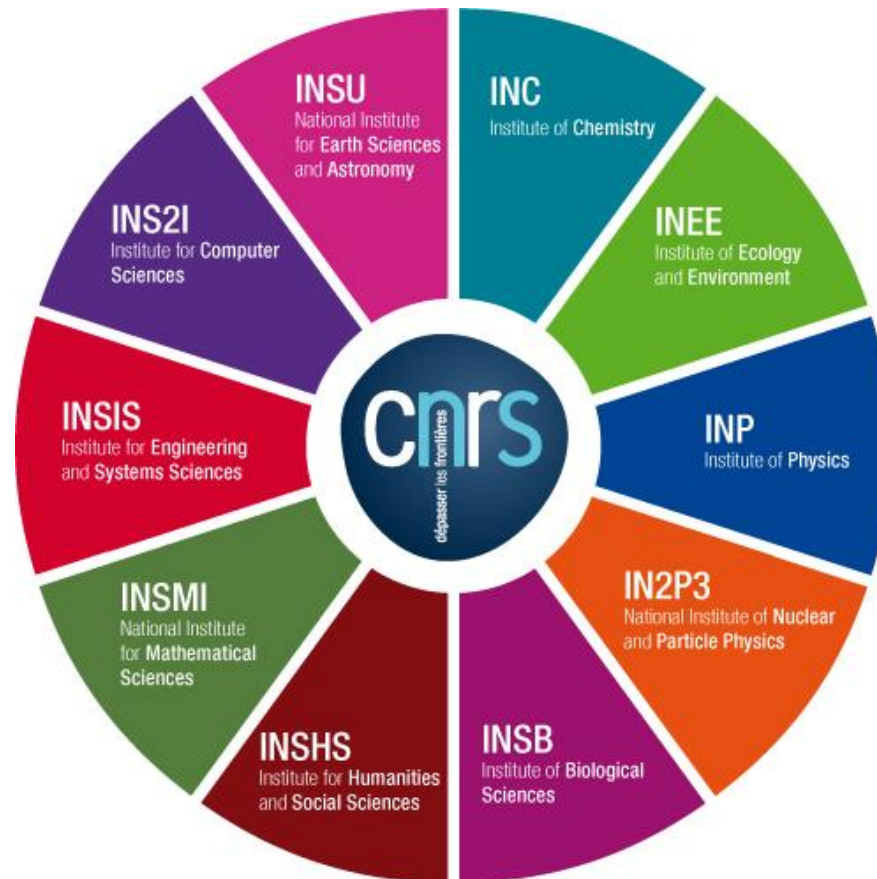 INSU
National Institute
for Earth Sciences
and Astronomy
INC
Institute of Chemistry
INEE
Institute of Ecology
and Environment
INP
Institute of Physics
IN2P3
National Institute of Nuclear
and Particle Physics
INSB
Institute of Biological
Sciences
INSHS
Institute for Humanities
and Social Sciences
INSMI
National Institute
for Mathematical
Sciences
INSIS
Institute for Engineering
and Systems Sciences
INS2I
Institute for Computer
Sciences
cnrs
dépasser les frontières